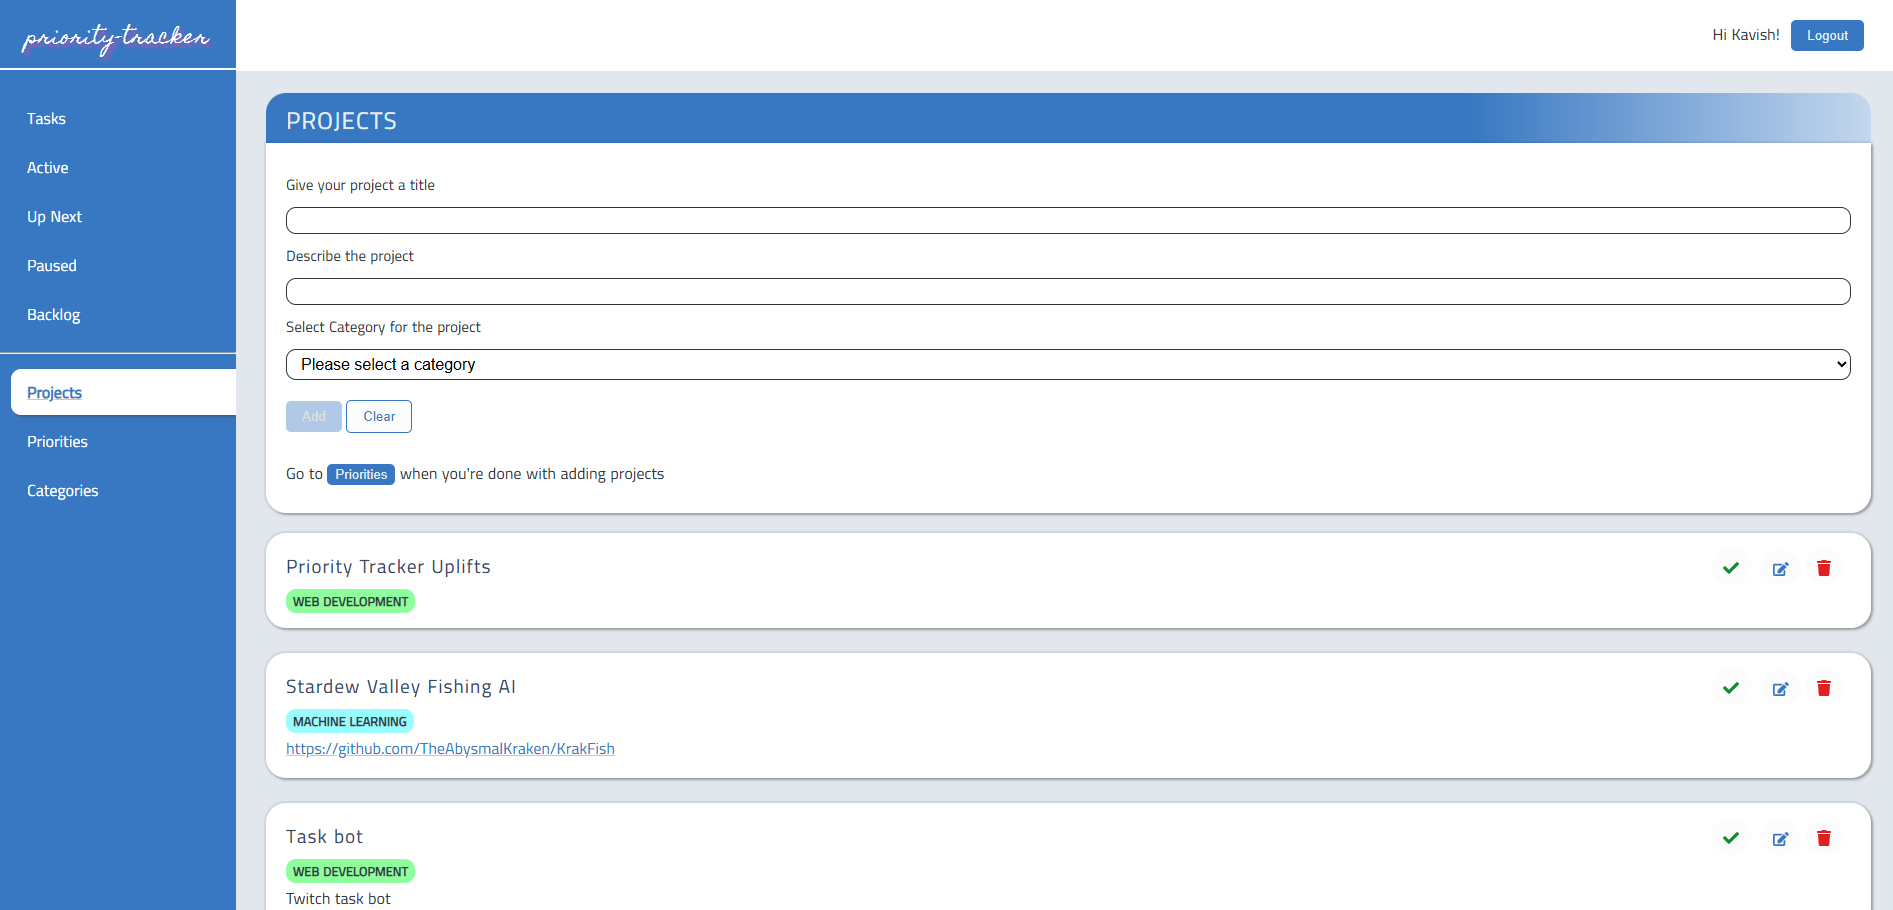 priority-tracker
Hi Kavish!
Logout
Tasks
Active
Up Next
Paused
Backlog
Projects
Priorities
Categories
PROJECTS
Give your project a title
Describe the project
Select Category for the project
Please select a category
Add
Clear
Go to Priorities when you're done with adding projects
Priority Tracker Uplifts
WEB DEVELOPMENT
Stardew Valley Fishing AI
MACHINE LEARNING
https://github.com/TheAbysmalKraken/KrakFish
Task bot
WEB DEVELOPMENT
Twitch task bot